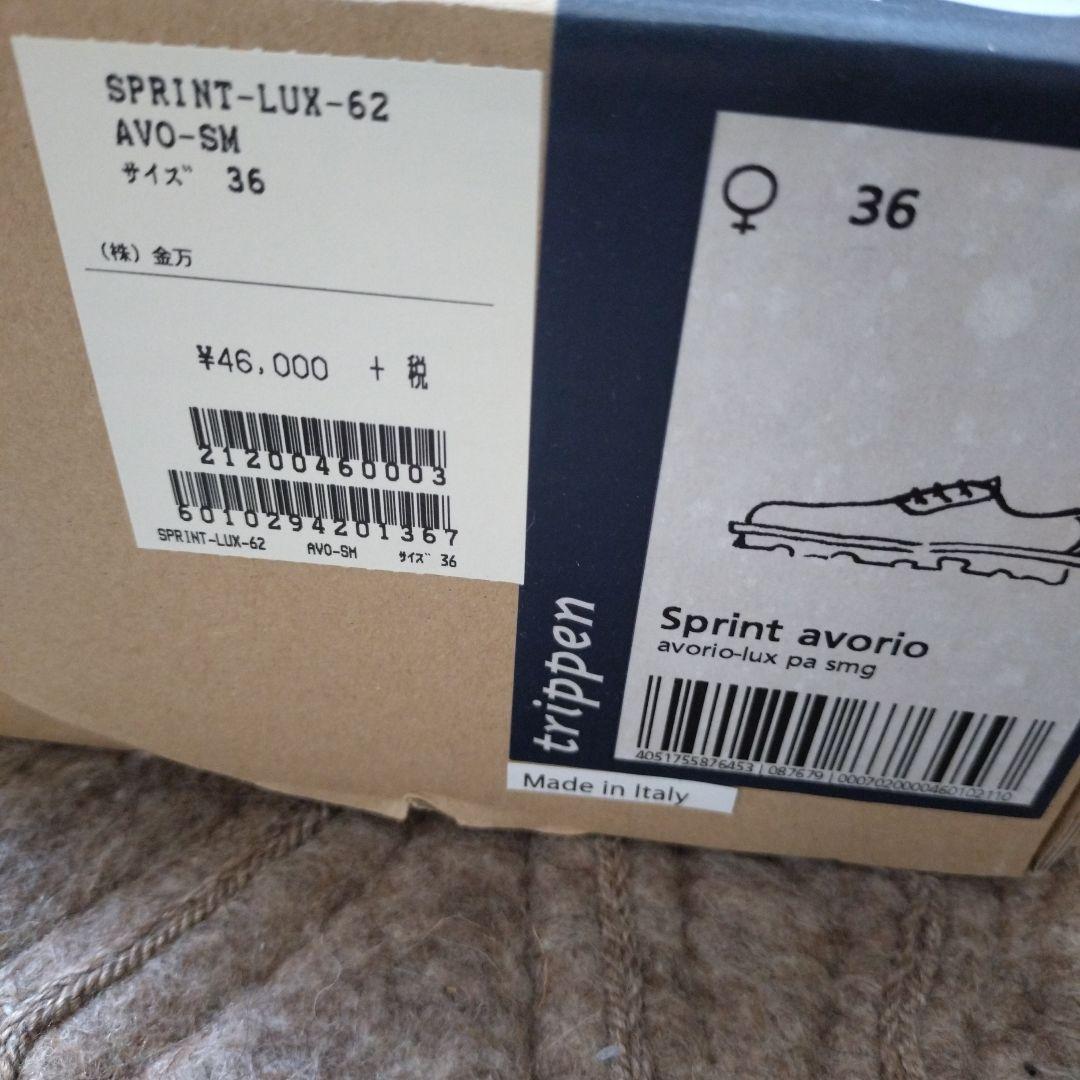 SPRINT-LUX-62
AVO-SM
サイズ 36
(株)金万
¥46,000 + 税
21200460003
6010294201367
SPRINT-LUX-62 AVO-SM サイズ 36
♀ 36
Sprint avorio
avorio-lux pa smg
4051755876453 | 087679 | 0007020000460102110
trippen
Made in Italy